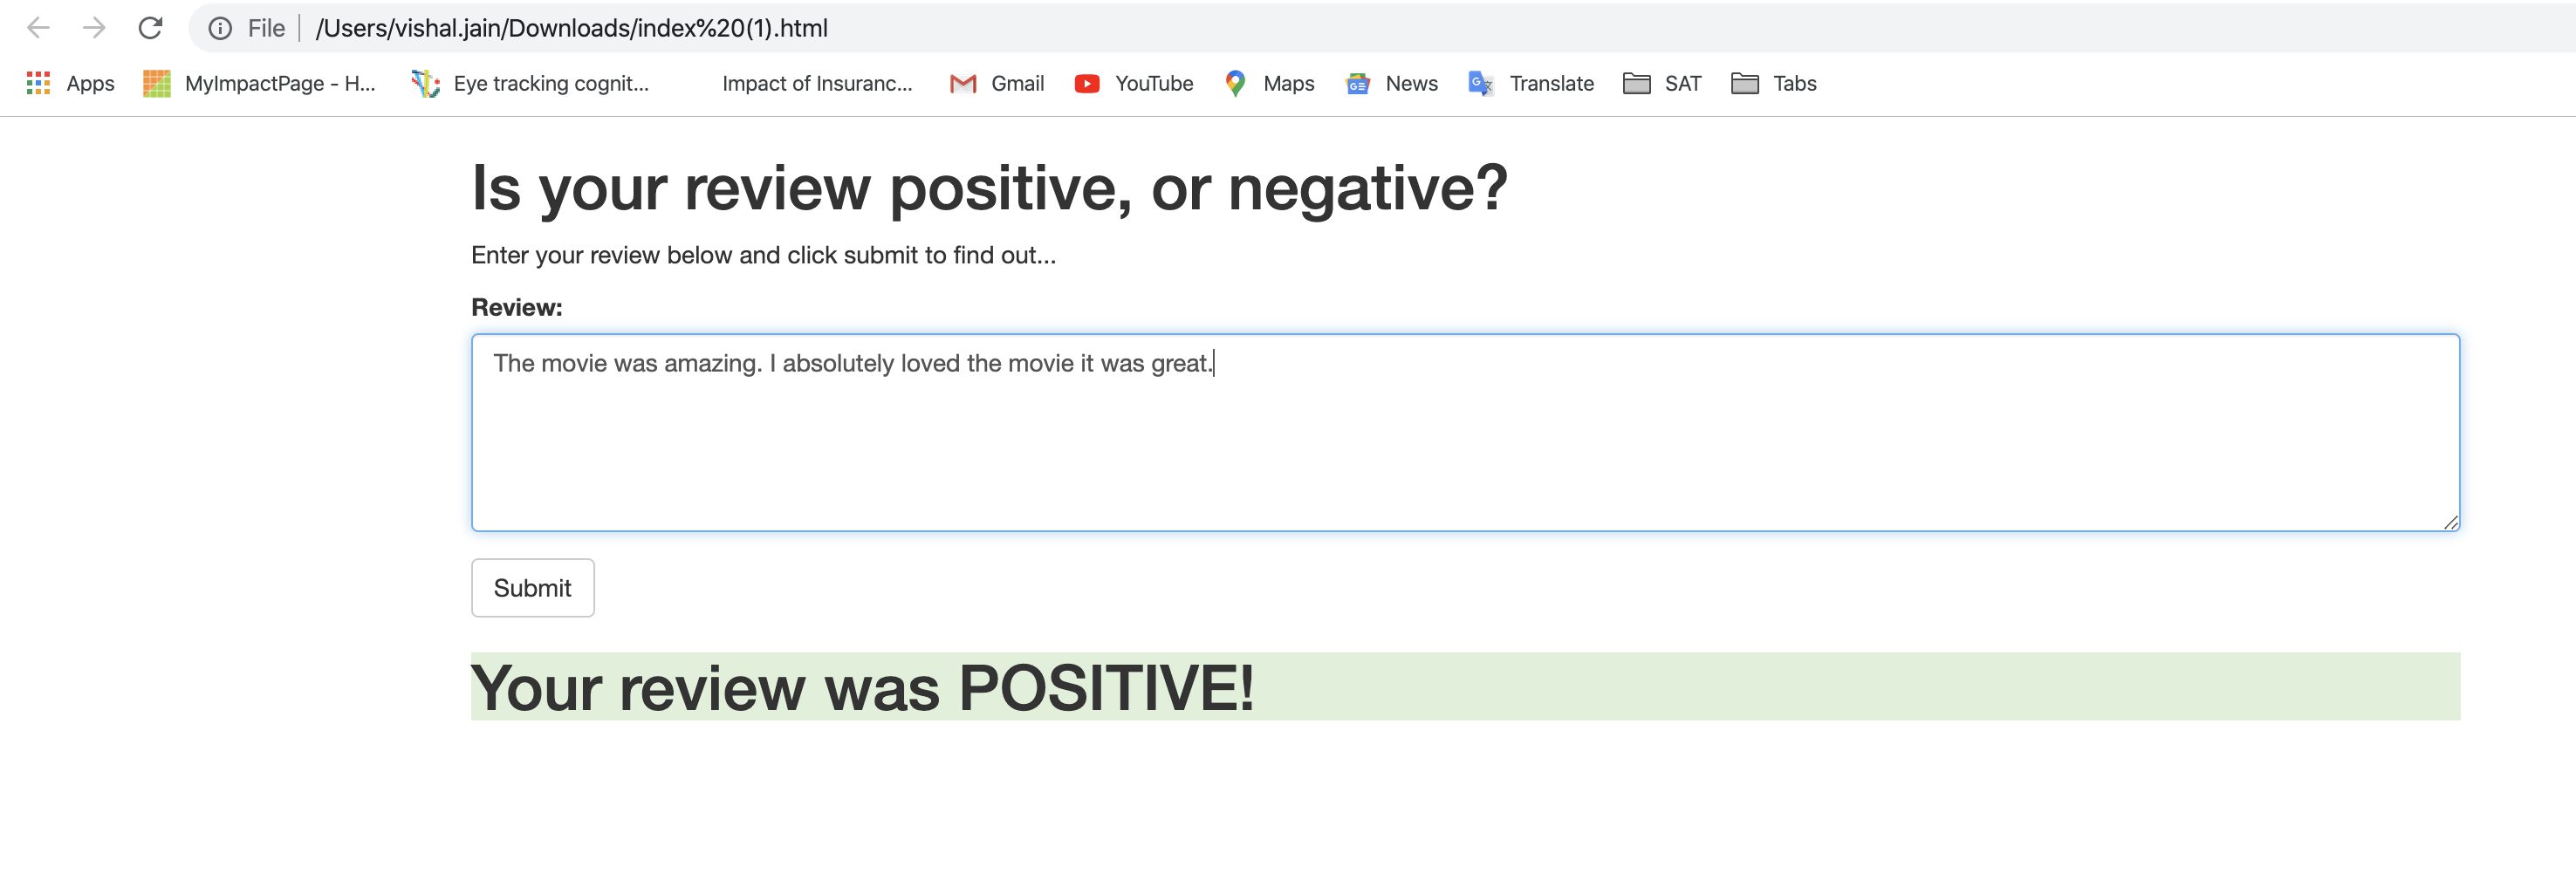 File | /Users/vishal.jain/Downloads/index%20(1).html
Apps MyImpactPage - H... Eye tracking cognit... Impact of Insuranc... Gmail YouTube Maps News Translate SAT Tabs
Is your review positive, or negative?
Enter your review below and click submit to find out...
Review:
The movie was amazing. I absolutely loved the movie it was great.
Submit
Your review was POSITIVE!